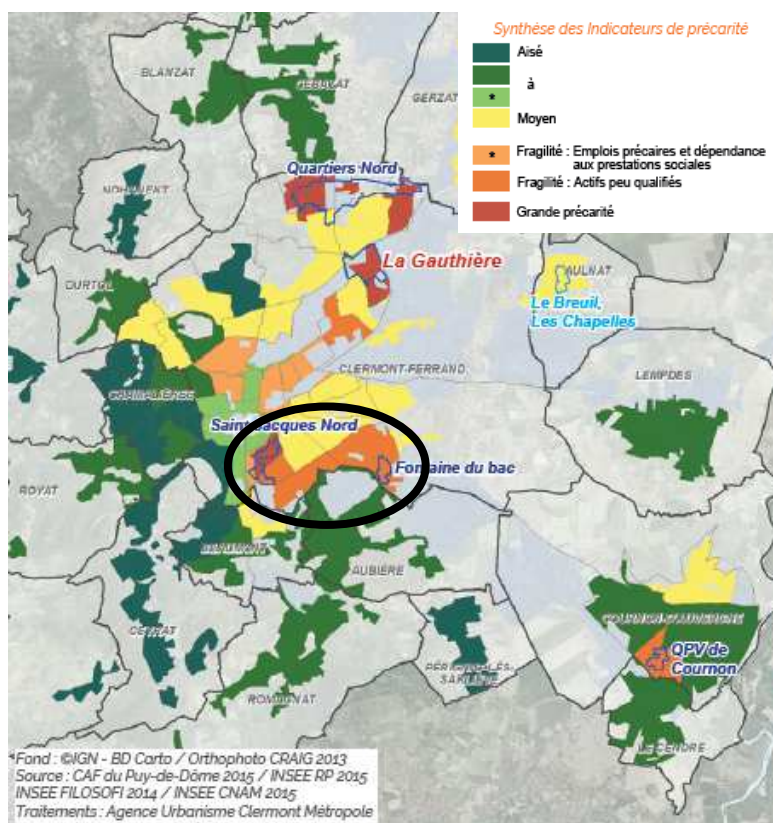 Synthèse des Indicateurs de précarité
Aisé
à
*
Moyen
* Fragilité : Emplois précaires et dépendance
aux prestations sociales
Fragilité : Actifs peu qualifiés
Grande précarité
BLANZAT
GERZAT
Quartiers Nord
La Gauthière
DURTOL
AULNAT
Le Breuil,
Les Chapelles
CLERMONT-FERRAND
LEMPDES
CHAMALIÈRES
Saint Jacques Nord
Fontaine du bac
ROYAT
BEAUMONT
AUBIÈRE
COURNON-D'AUVERGNE
QPV de
Cournon
CEYRAT
ROMAGNAT
LE CENDRE
Fond : ©IGN - BD Carto / Orthophoto CRAIG 2013
Source : CAF du Puy-de-Dôme 2015 / INSEE RP 2015
INSEE FILOSOFI 2014 / INSEE CNAM 2015
Traitements : Agence Urbanisme Clermont Métropole